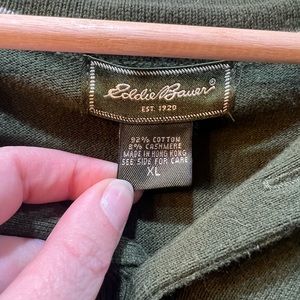 Eddie Bauer®
EST. 1920
92% COTTON
8% CASHMERE
MADE IN HONG KONG
SEE SIDE FOR CARE
XL